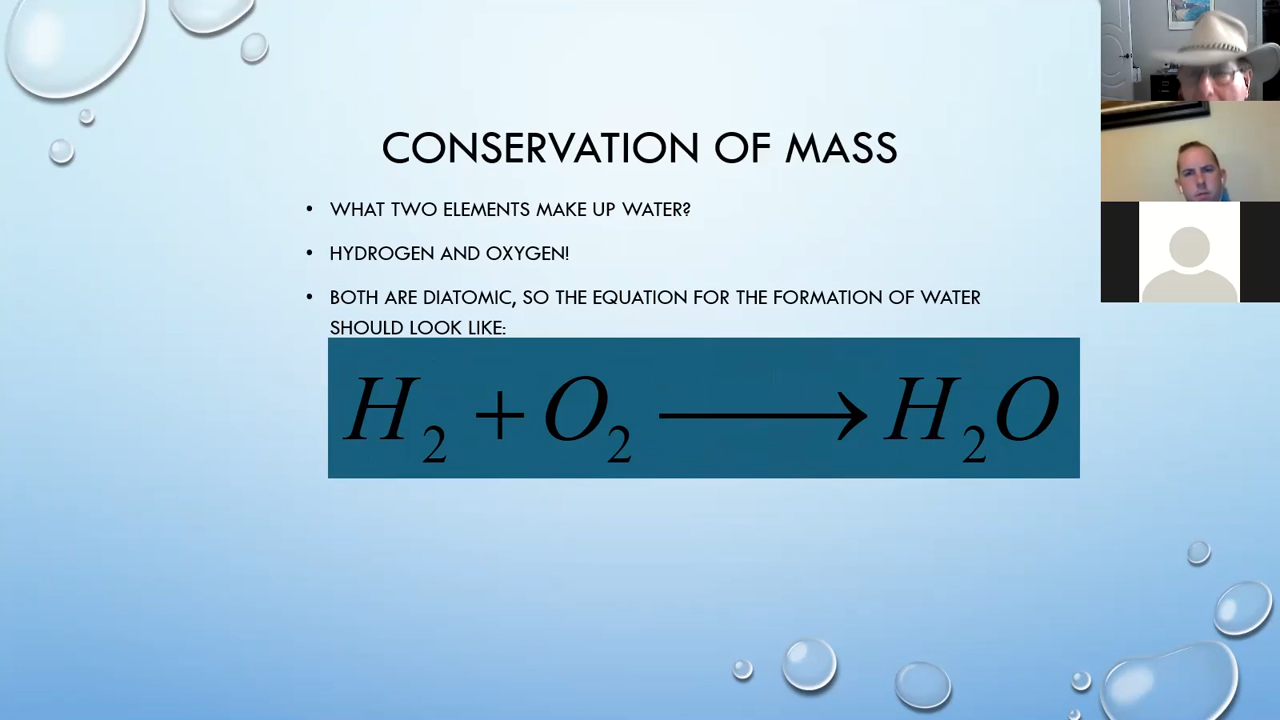 CONSERVATION OF MASS
• WHAT TWO ELEMENTS MAKE UP WATER?
• HYDROGEN AND OXYGEN!
• BOTH ARE DIATOMIC, SO THE EQUATION FOR THE FORMATION OF WATER
SHOULD LOOK LIKE:
H₂ + O₂ ⟶ H₂O